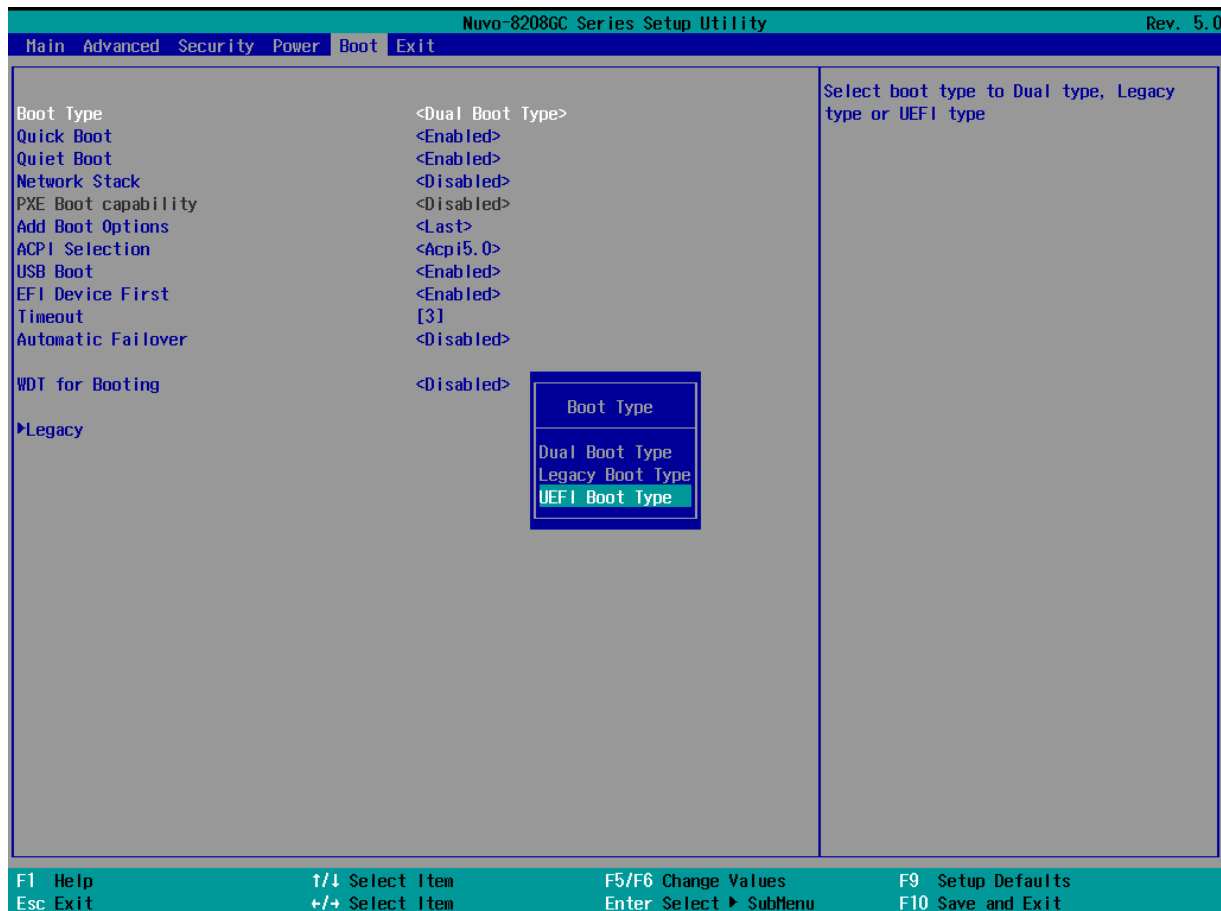 Nuvo-8208GC Series Setup Utility Rev. 5.0
Main Advanced Security Power Boot Exit
Boot Type <Dual Boot Type>
Quick Boot <Enabled>
Quiet Boot <Enabled>
Network Stack <Disabled>
PXE Boot capability <Disabled>
Add Boot Options <Last>
ACPI Selection <Acpi5.0>
USB Boot <Enabled>
EFI Device First <Enabled>
Timeout [3]
Automatic Failover <Disabled>
WDT for Booting <Disabled>
▶Legacy
Boot Type
Dual Boot Type
Legacy Boot Type
UEFI Boot Type
Select boot type to Dual type, Legacy
type or UEFI type
F1 Help ↑/↓ Select Item F5/F6 Change Values F9 Setup Defaults
Esc Exit ←/→ Select Item Enter Select ▶ SubMenu F10 Save and Exit